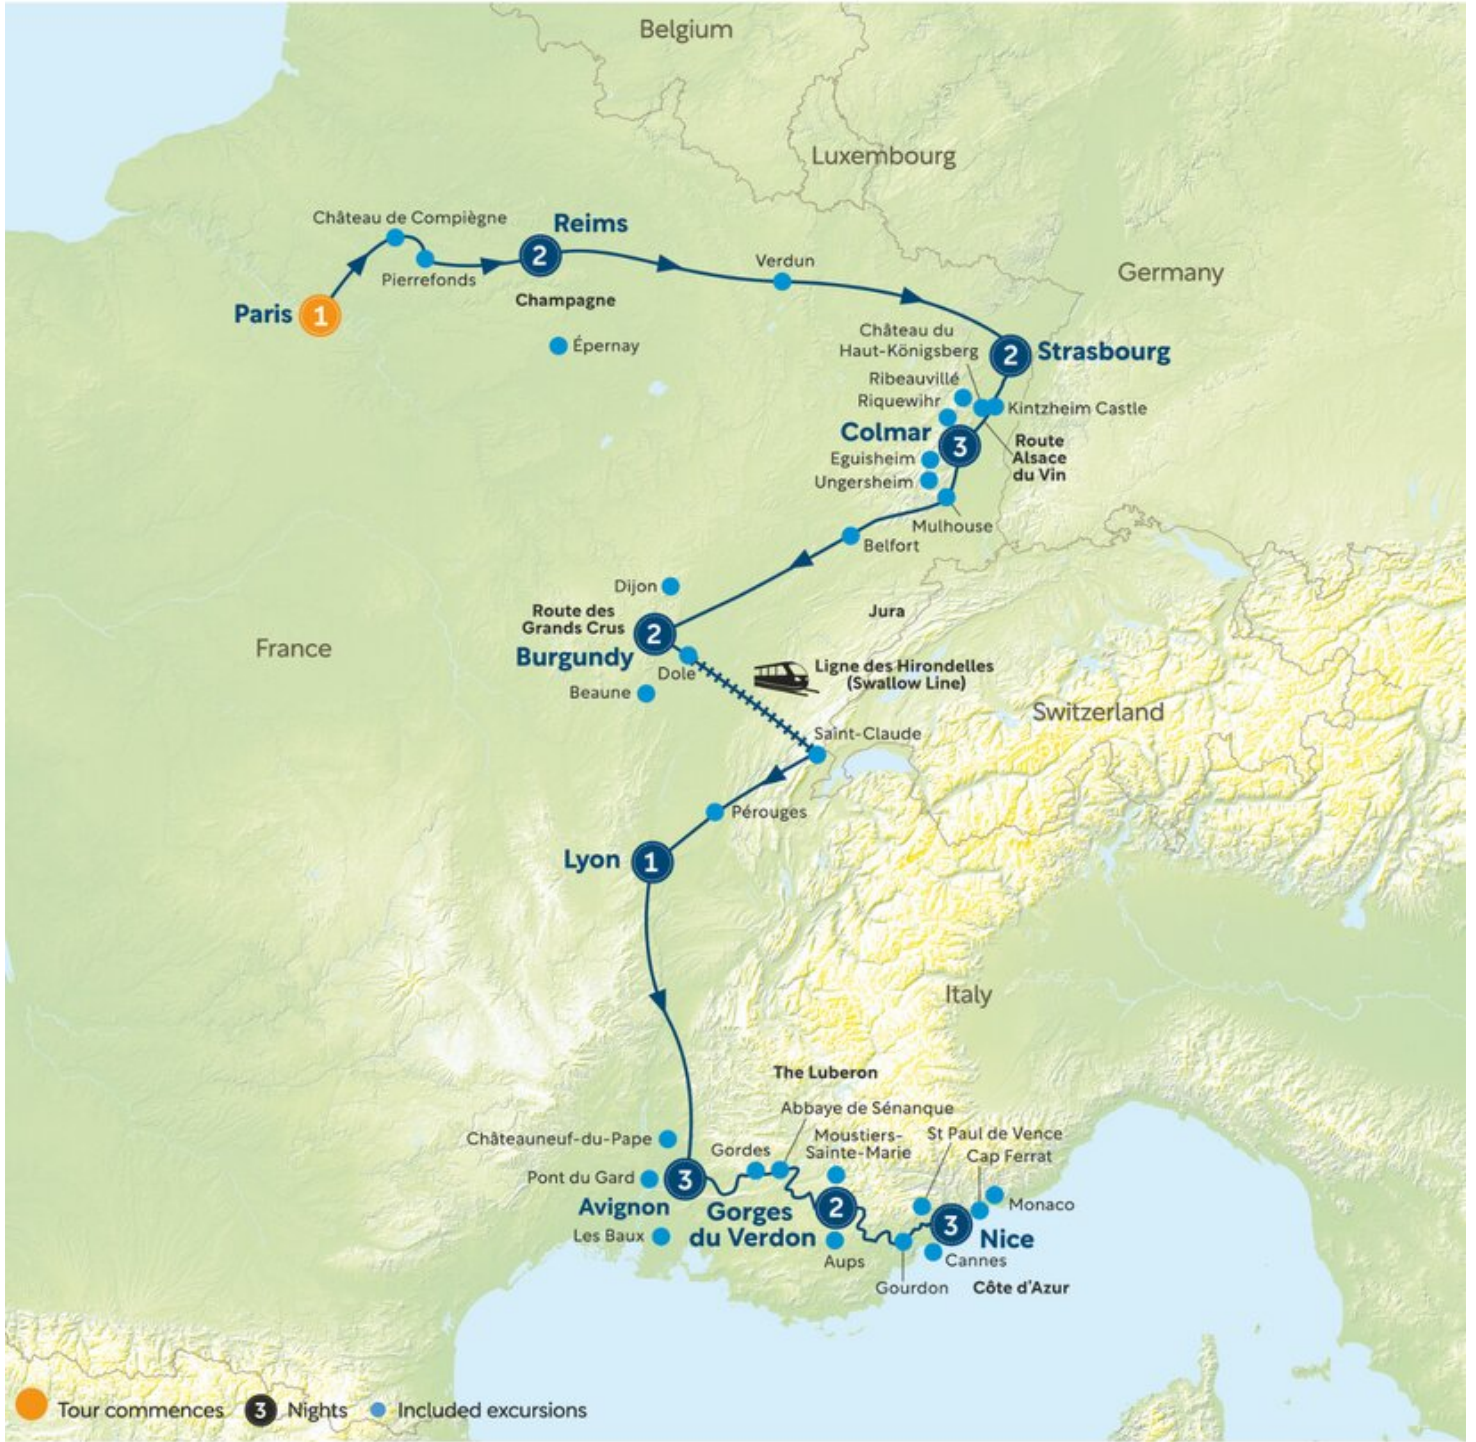 Belgium
Luxembourg
Château de Compiègne
Reims
2
Pierrefonds
Verdun
Germany
Champagne
Paris
1
Épernay
Château du
Haut-Königsberg
2
Strasbourg
Ribeauvillé
Riquewihr
Kintzheim Castle
Colmar
3
Route
Alsace
du Vin
Eguisheim
Ungersheim
Mulhouse
Belfort
Dijon
Route des
Grands Crus
2
Jura
France
Burgundy
Dole
Ligne des Hirondelles
(Swallow Line)
Beaune
Switzerland
Saint-Claude
Pérouges
Lyon
1
Italy
The Luberon
Abbaye de Sénanque
Châteauneuf-du-Pape
Gordes
Moustiers-
Sainte-Marie
St Paul de Vence
Cap Ferrat
Pont du Gard
3
Avignon
Gorges
du Verdon
2
Monaco
3
Nice
Les Baux
Aups
Cannes
Gourdon
Côte d'Azur
Tour commences
3
Nights
Included excursions